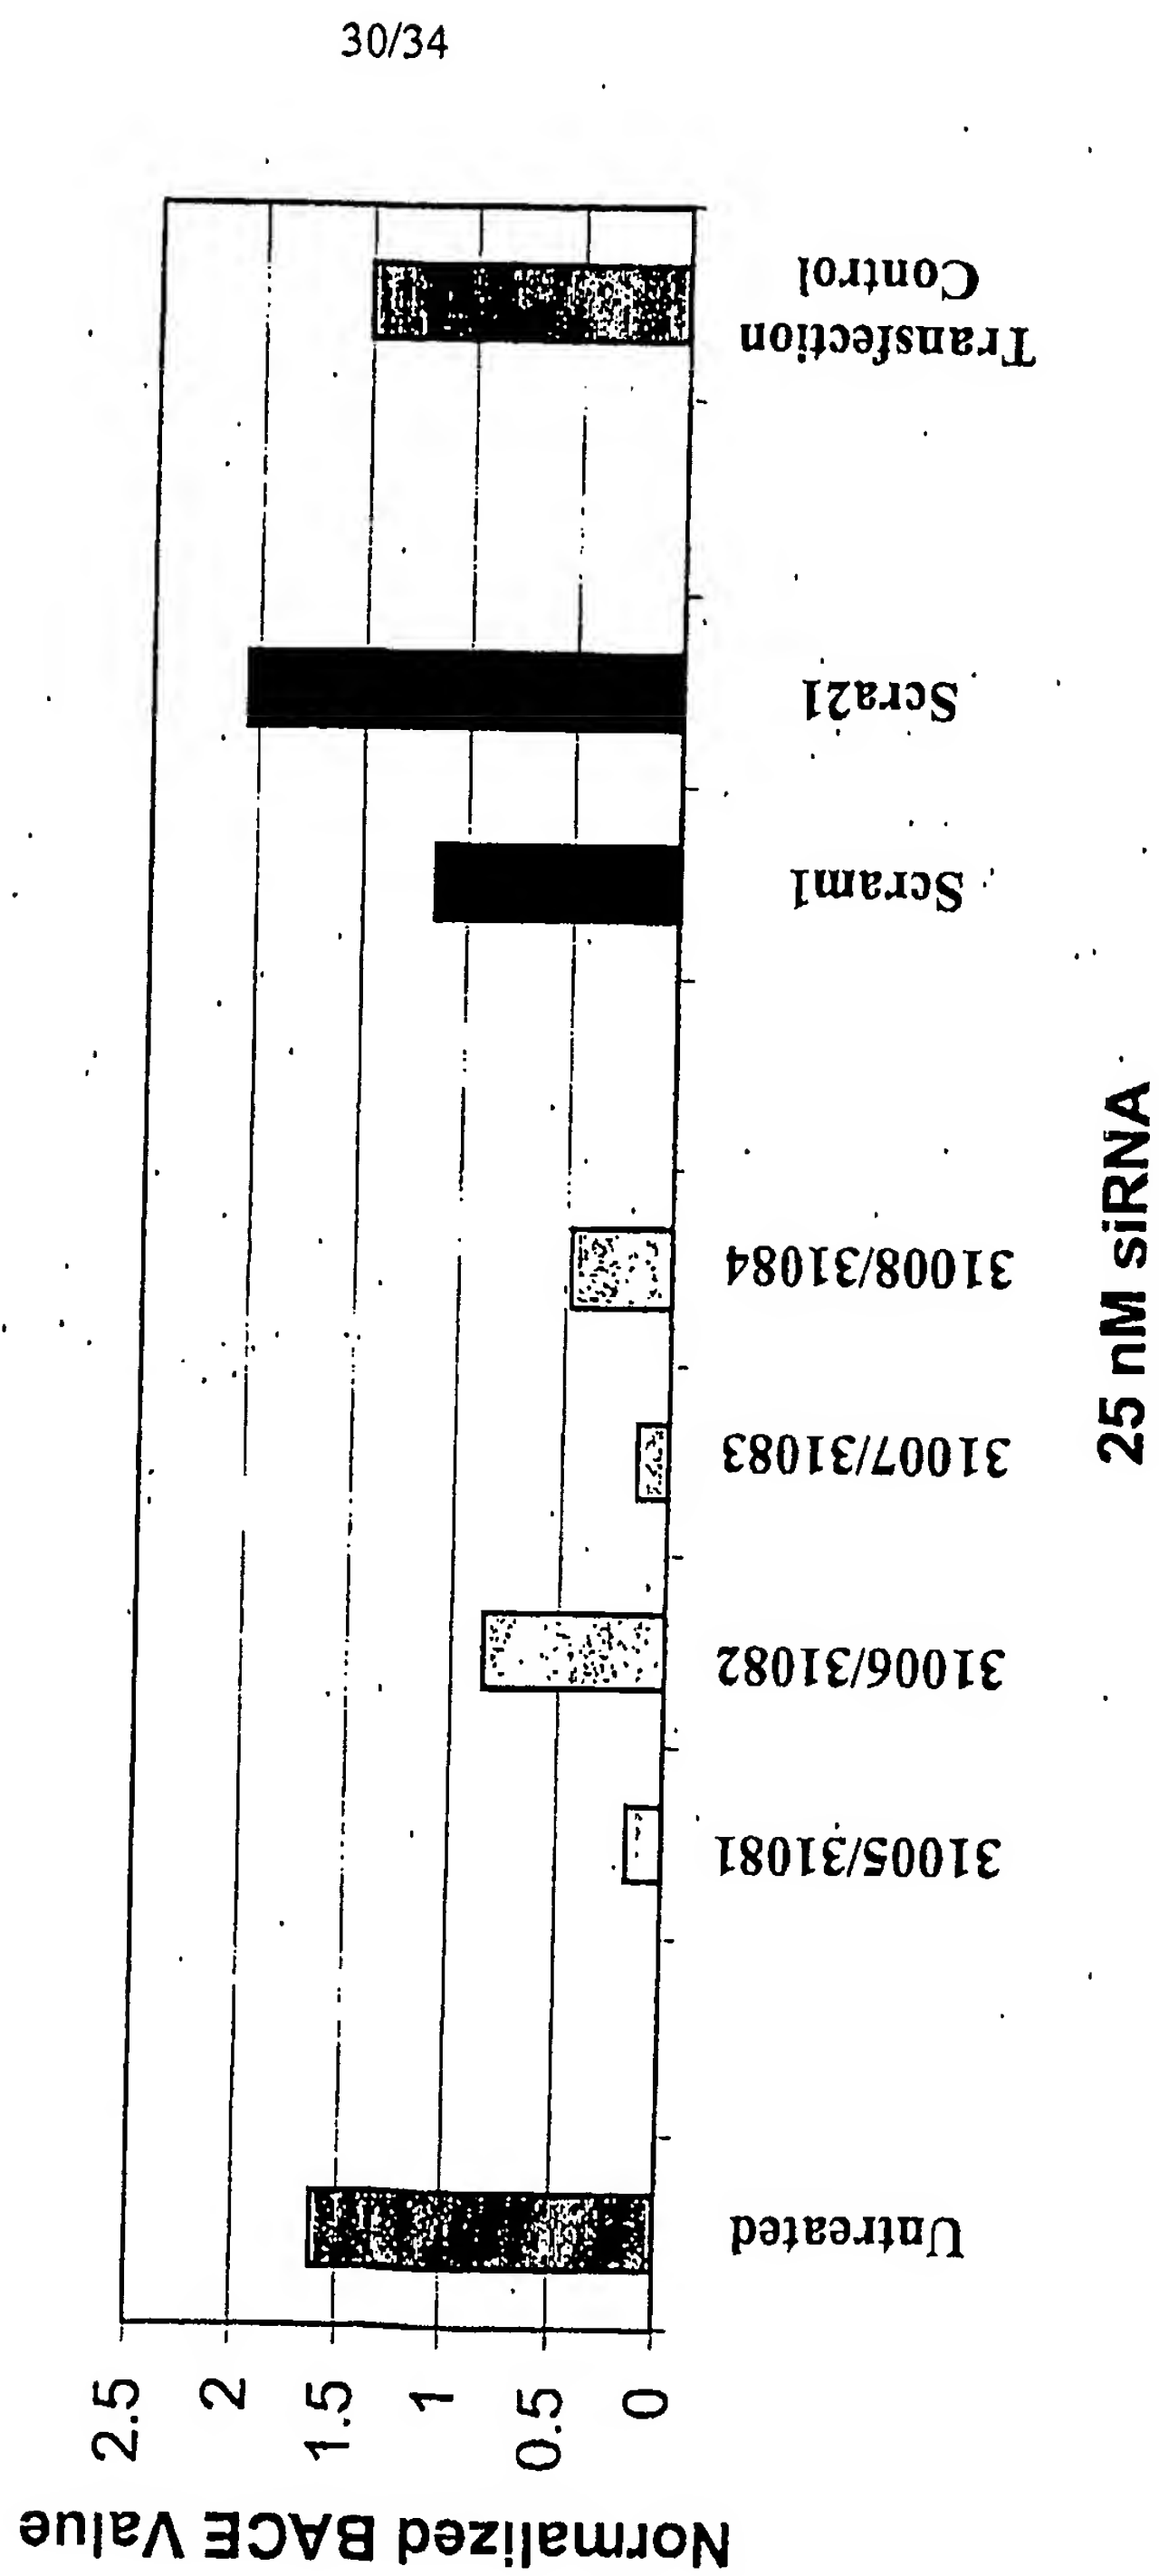 30/34
Normalized BACE Value
2.5
2
1.5
1
0.5
0
Untreated
31005/31081
31006/31082
31007/31083
31008/31084
Scram1
Scra21
Transfection
Control
25 nM siRNA